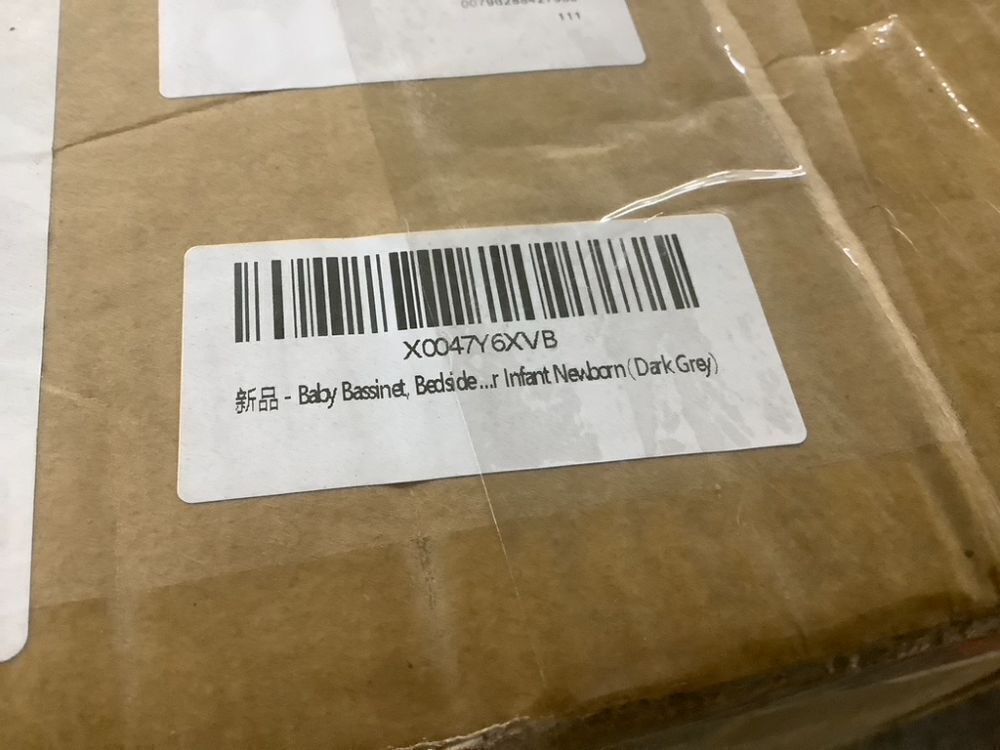 111
X0047Y6XVB
新品 - Baby Bassinet, Bedside ...r Infant Newborn (Dark Grey)